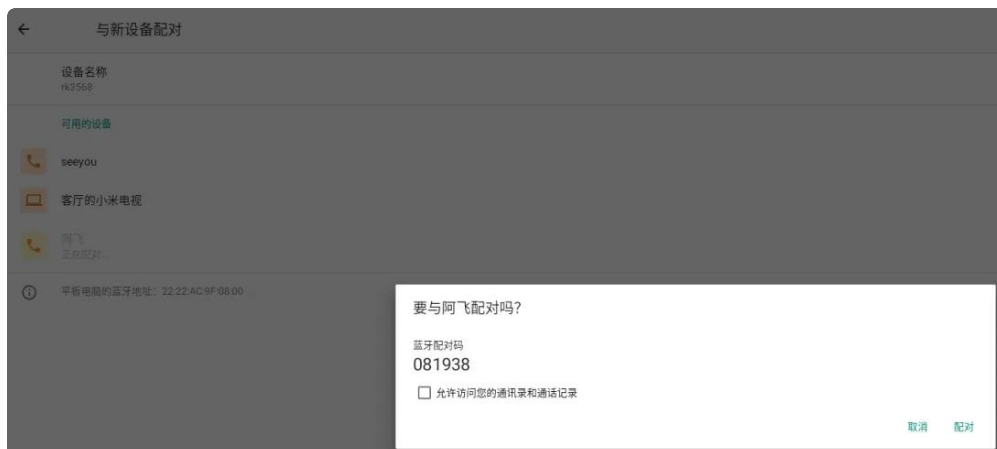 与新设备配对
设备名称
rk3568
可用的设备
seeyou
客厅的小米电视
阿飞
正在配对...
平板电脑的蓝牙地址：22:22:AC:9F:08:00
要与阿飞配对吗？
蓝牙配对码
081938
允许访问您的通讯录和通话记录
取消 配对